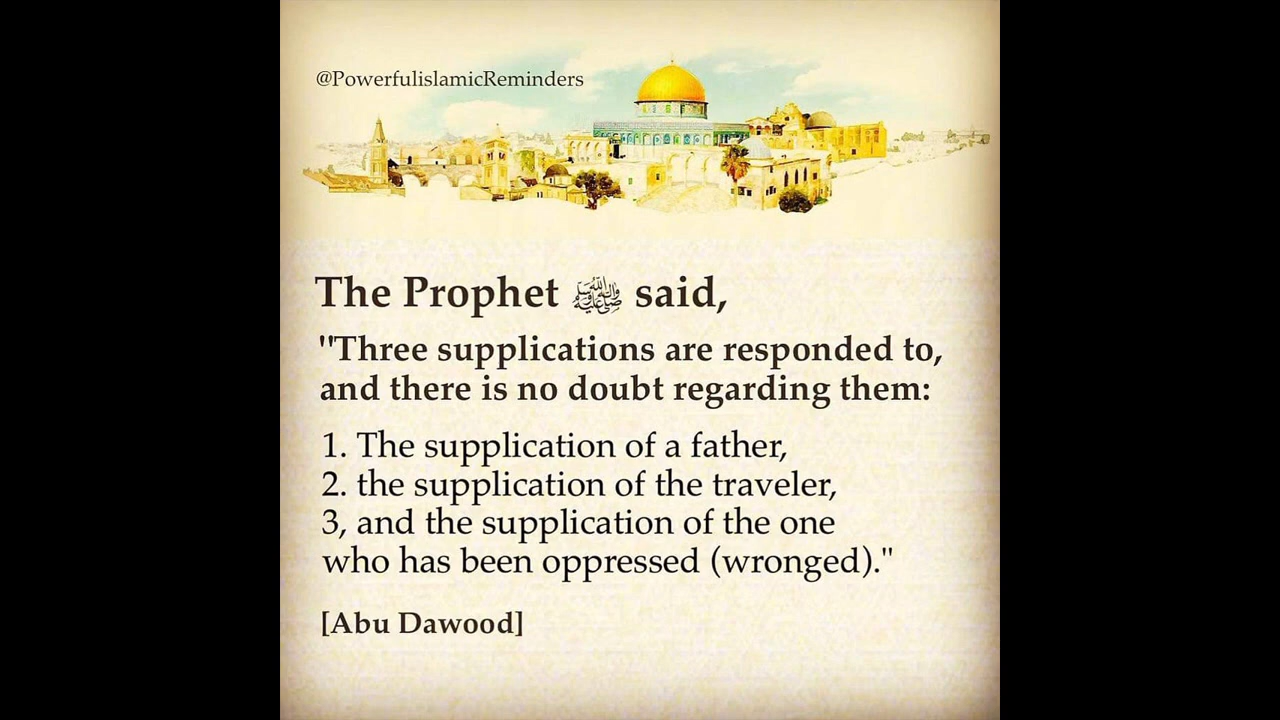 @PowerfulislamicReminders
The Prophet ﷺ said,
"Three supplications are responded to,
and there is no doubt regarding them:
1. The supplication of a father,
2. the supplication of the traveler,
3, and the supplication of the one
who has been oppressed (wronged)."
[Abu Dawood]